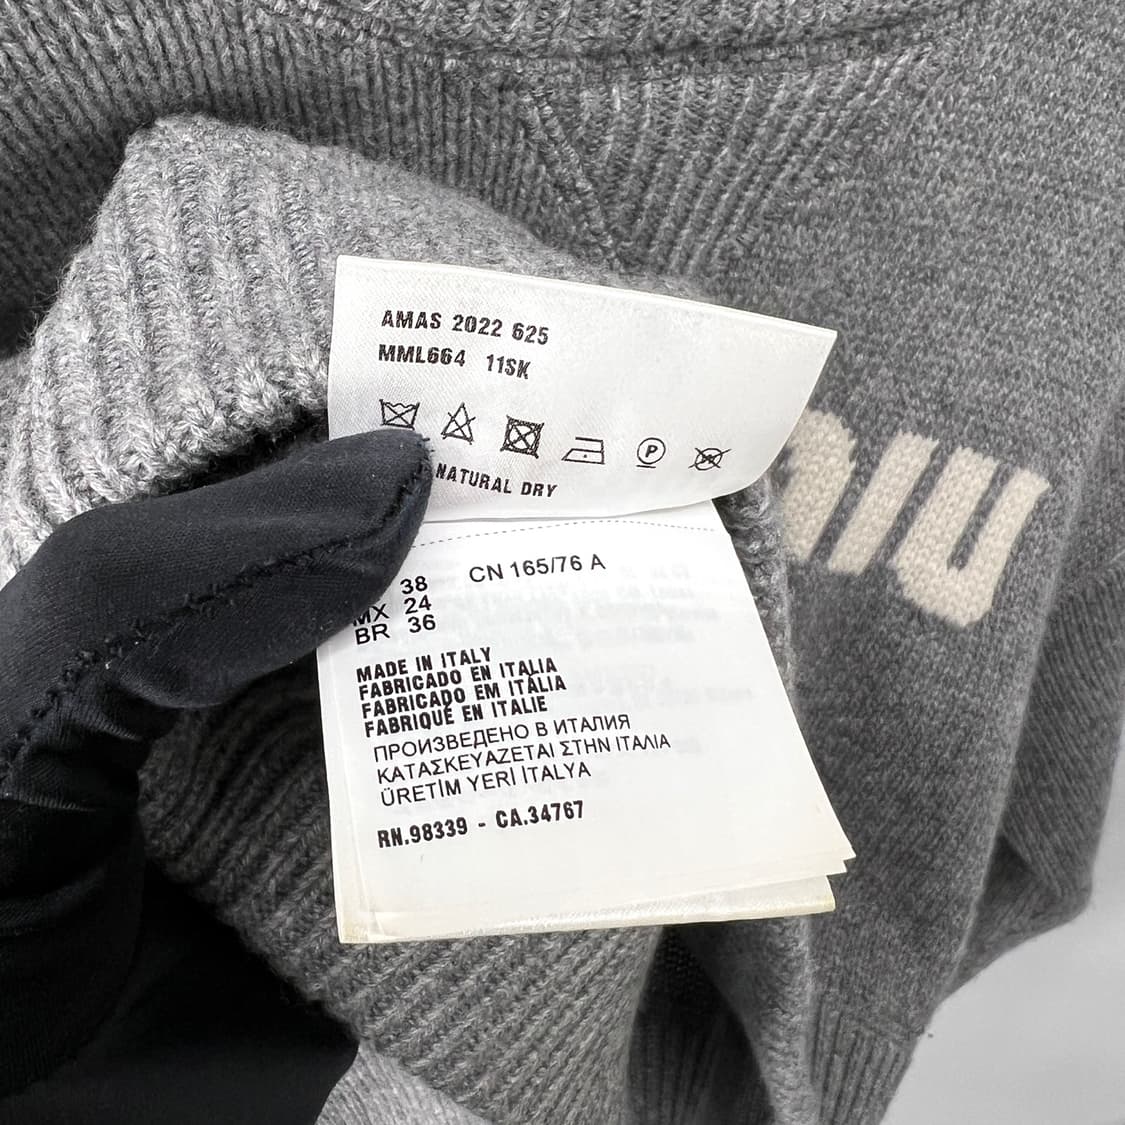 AMAS 2022 625
MML664 11SK
P
NATURAL DRY
38 CN 165/76 A
MX 24
BR 36
MADE IN ITALY
FABRICADO EN ITALIA
FABRICADO EM ITÀLIA
FABRIQUÉ EN ITALIE
ПРОИЗВЕДЕНО В ИТАЛИЯ
ΚΑΤΑΣΚΕΥΑΖΕΤΑΙ ΣΤΗΝ ΙΤΑΛΙΑ
ÜRETİM YERİ İTALYA
RN.98339 - CA.34767
IU